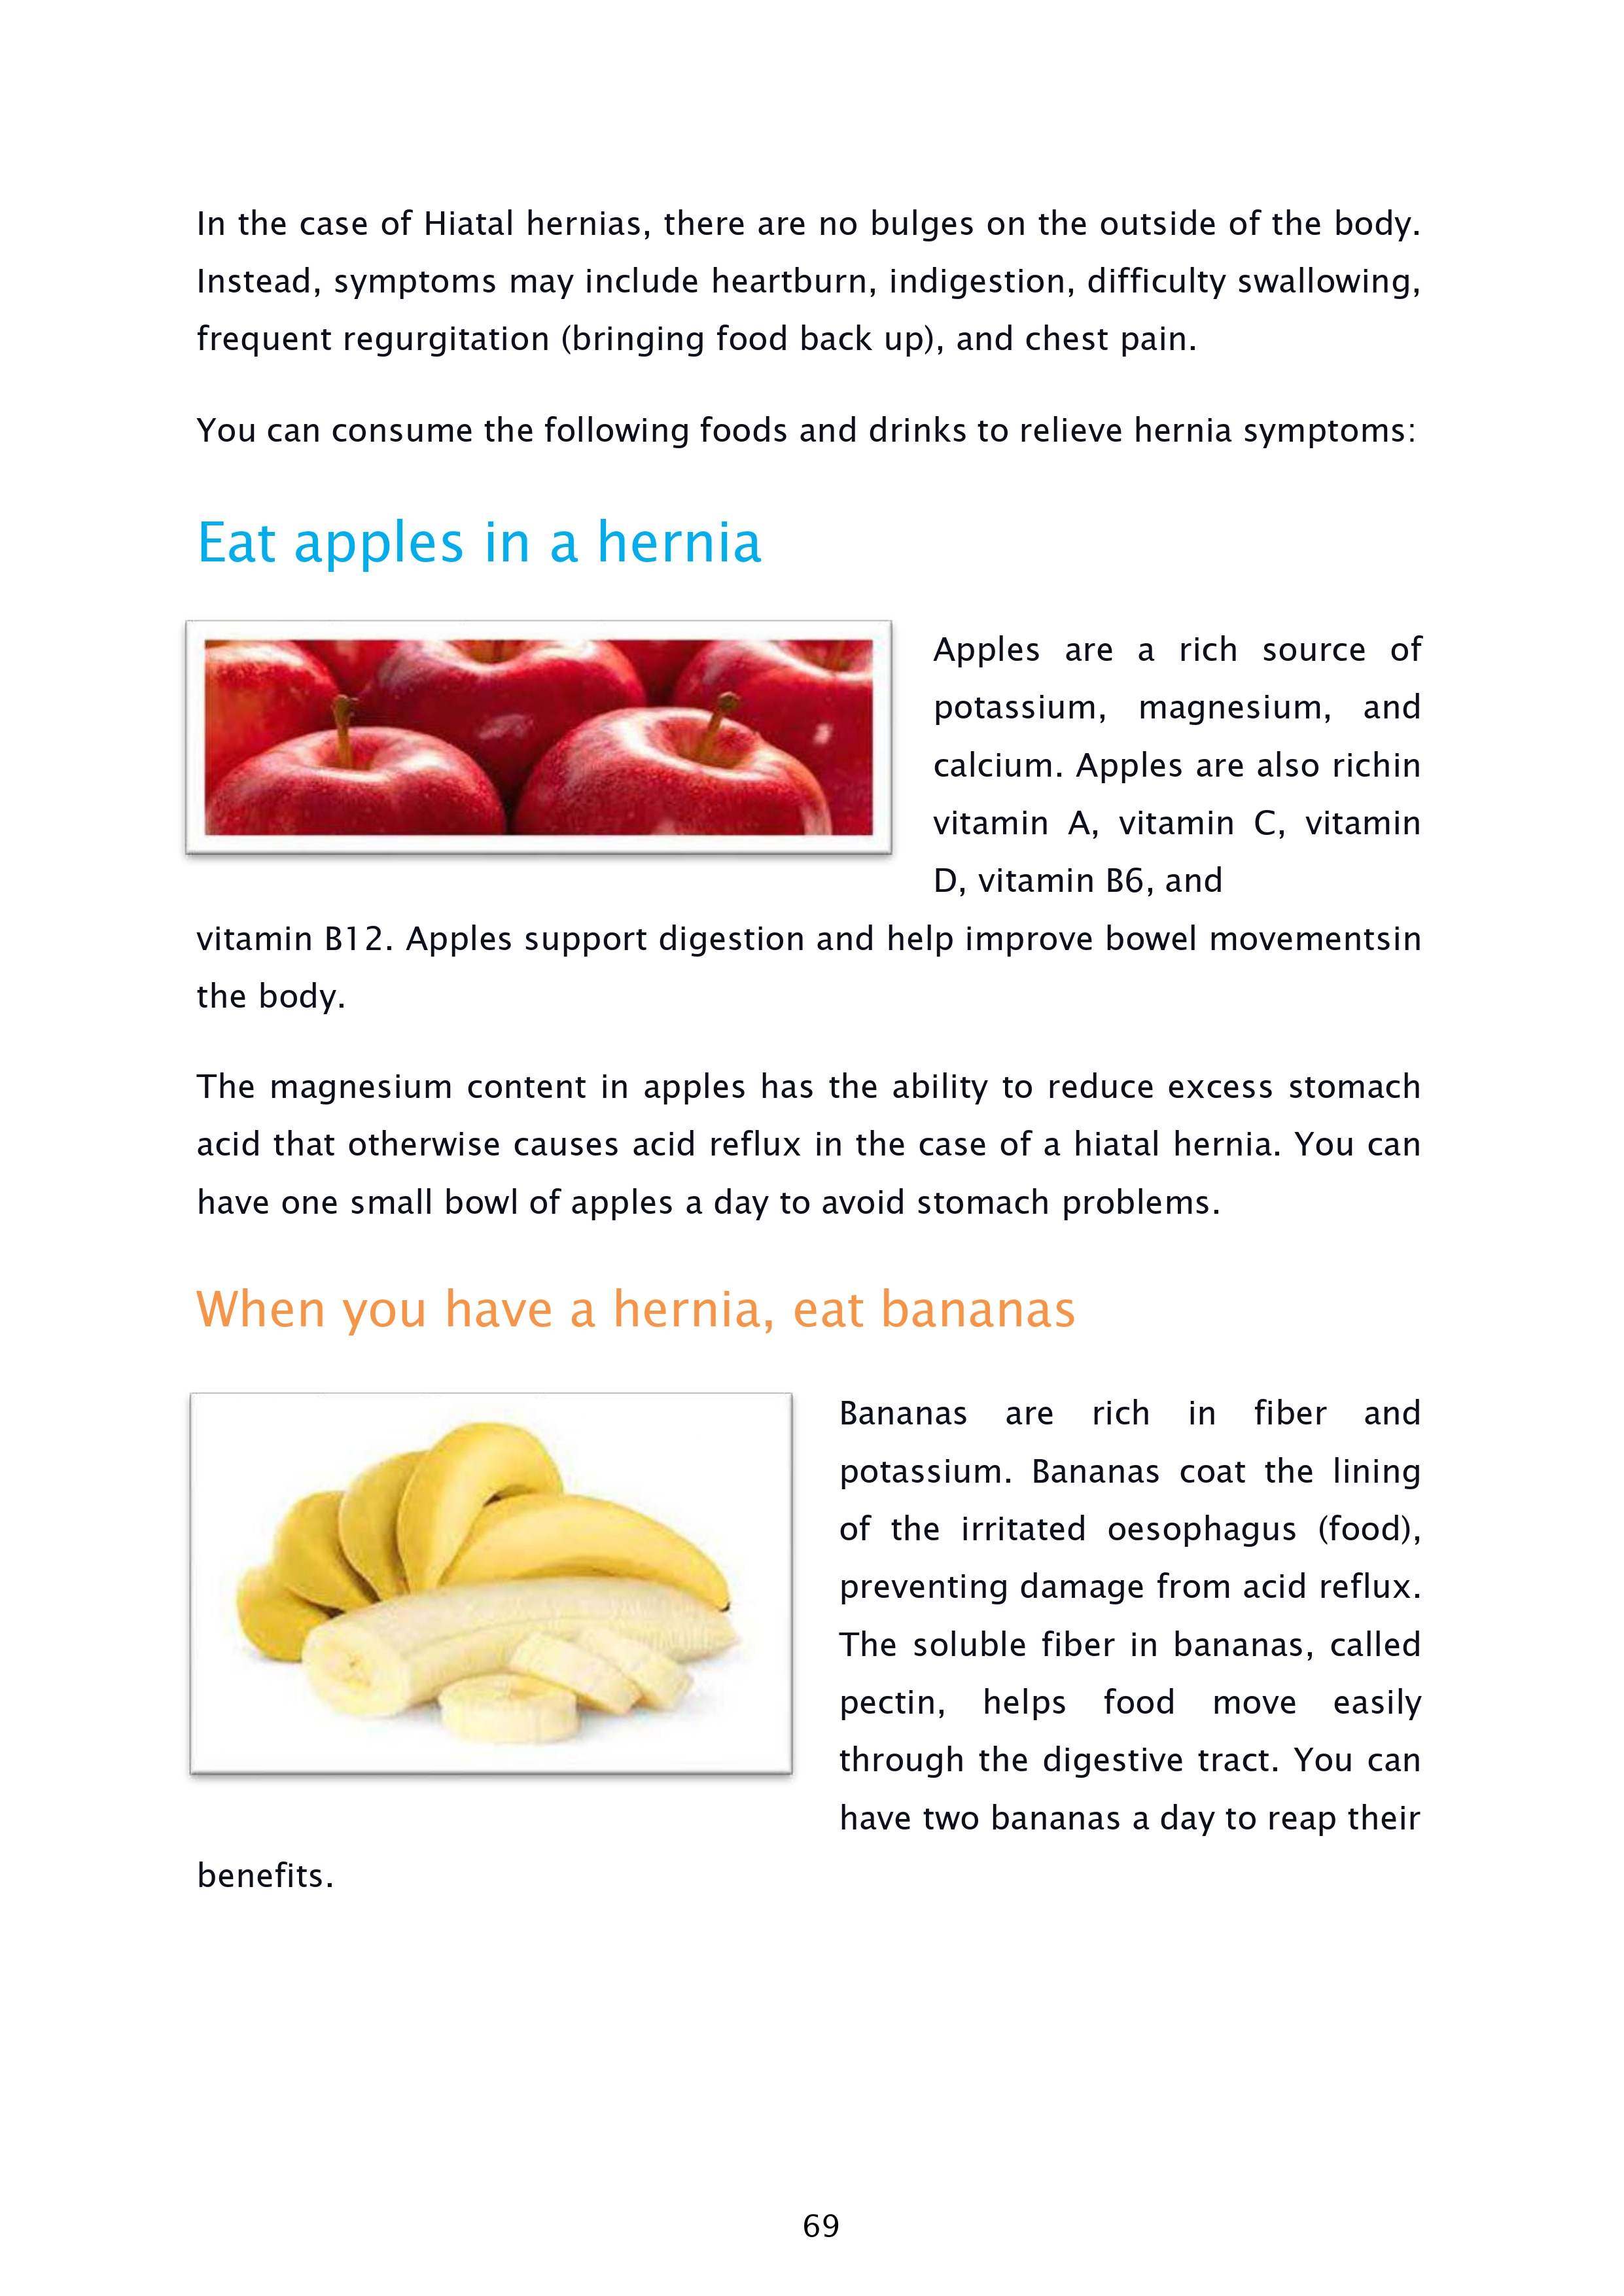 In the case of Hiatal hernias, there are no bulges on the outside of the body.
Instead, symptoms may include heartburn, indigestion, difficulty swallowing,
frequent regurgitation (bringing food back up), and chest pain.
You can consume the following foods and drinks to relieve hernia symptoms:
Eat apples in a hernia
Apples are a rich source of
potassium, magnesium, and
calcium. Apples are also richin
vitamin A, vitamin C, vitamin
D, vitamin B6, and
vitamin B12. Apples support digestion and help improve bowel movementsin
the body.
The magnesium content in apples has the ability to reduce excess stomach
acid that otherwise causes acid reflux in the case of a hiatal hernia. You can
have one small bowl of apples a day to avoid stomach problems.
When you have a hernia, eat bananas
Bananas are rich in fiber and
potassium. Bananas coat the lining
of the irritated oesophagus (food),
preventing damage from acid reflux.
The soluble fiber in bananas, called
pectin, helps food move easily
through the digestive tract. You can
have two bananas a day to reap their
benefits.
69